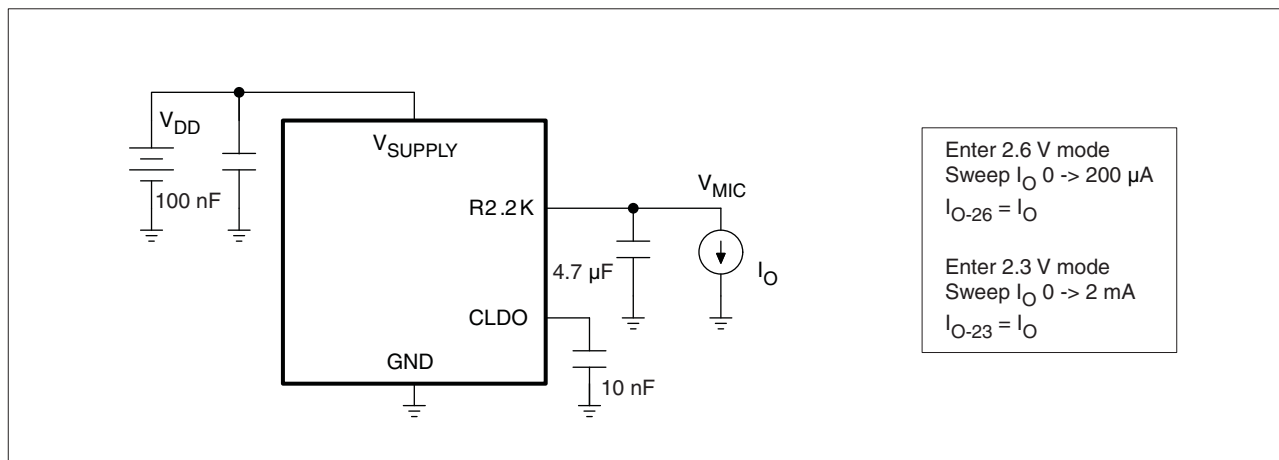 V_DD
V_SUPPLY
100 nF
R2.2K
V_MIC
4.7 µF
I_O
CLDO
GND
10 nF
Enter 2.6 V mode
Sweep I_O 0 -> 200 µA
I_O-26 = I_O
Enter 2.3 V mode
Sweep I_O 0 -> 2 mA
I_O-23 = I_O